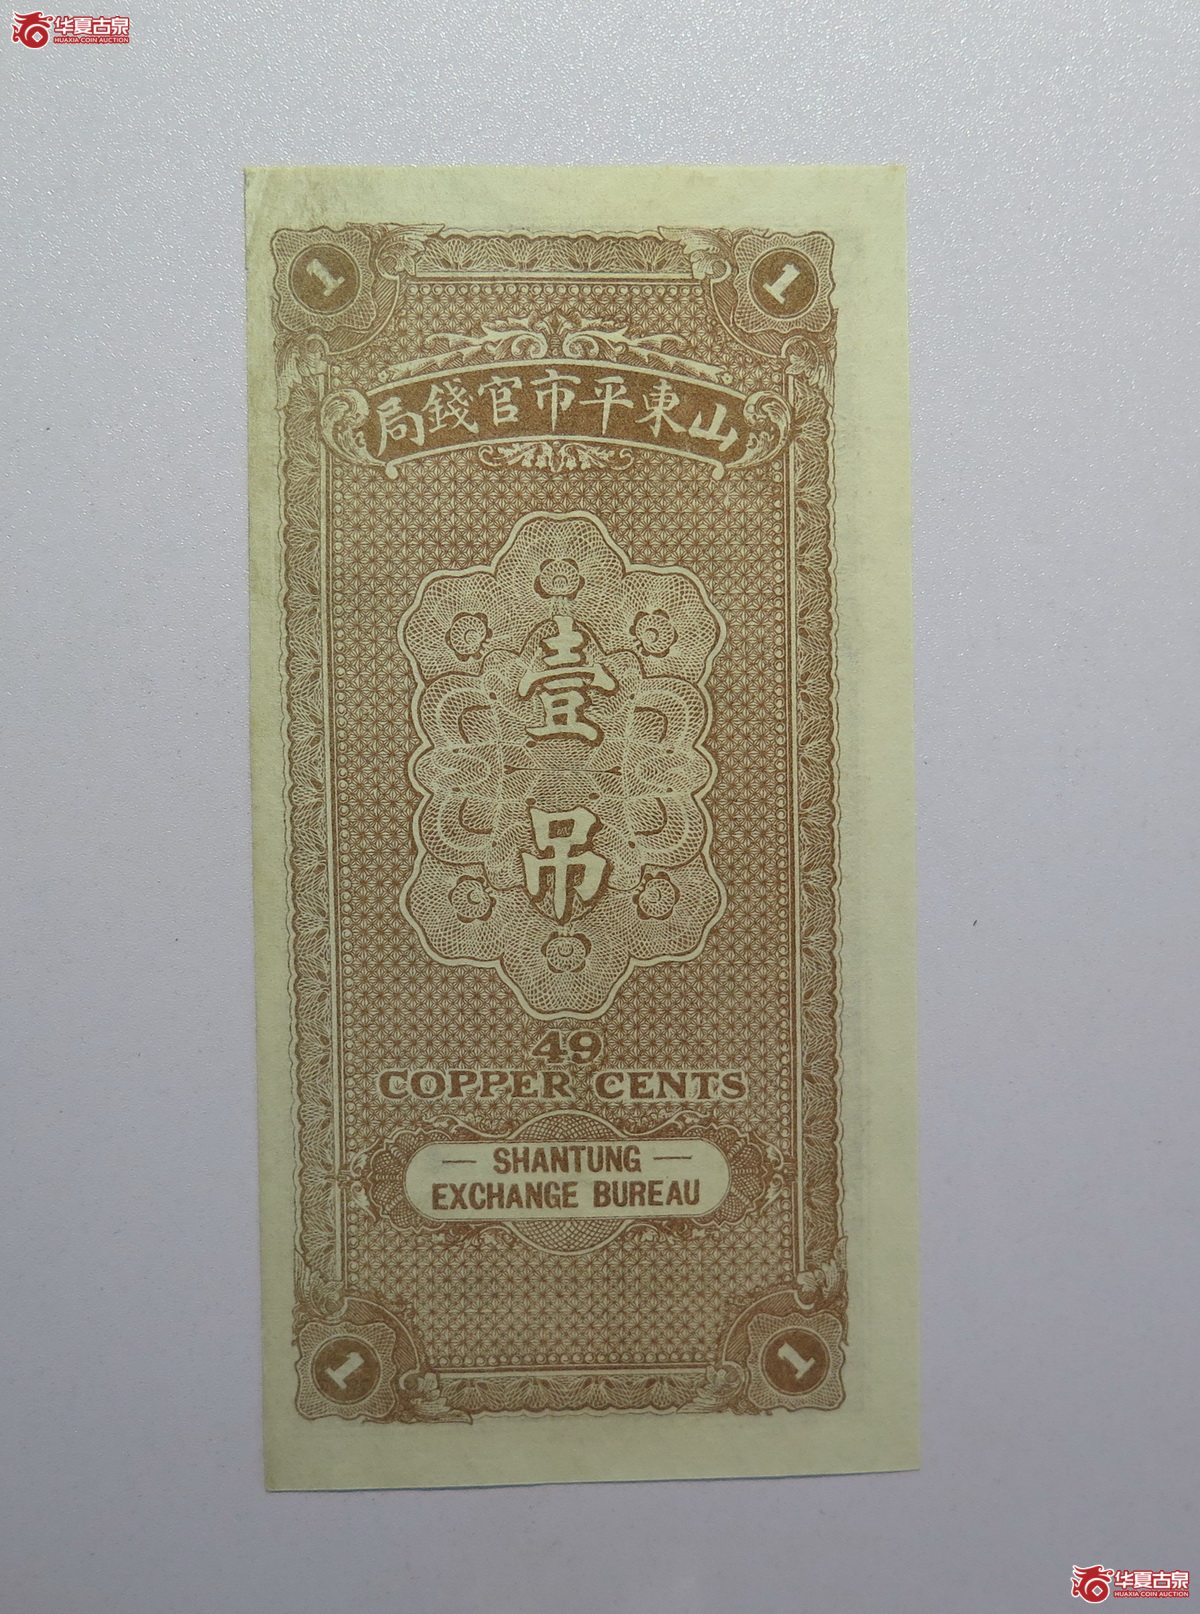 华夏古泉
HUAXIA COIN AUCTION
1
1
山東平市官錢局
壹
吊
49
COPPER CENTS
— SHANTUNG —
EXCHANGE BUREAU
1
1
华夏古泉
HUAXIA COIN AUCTION